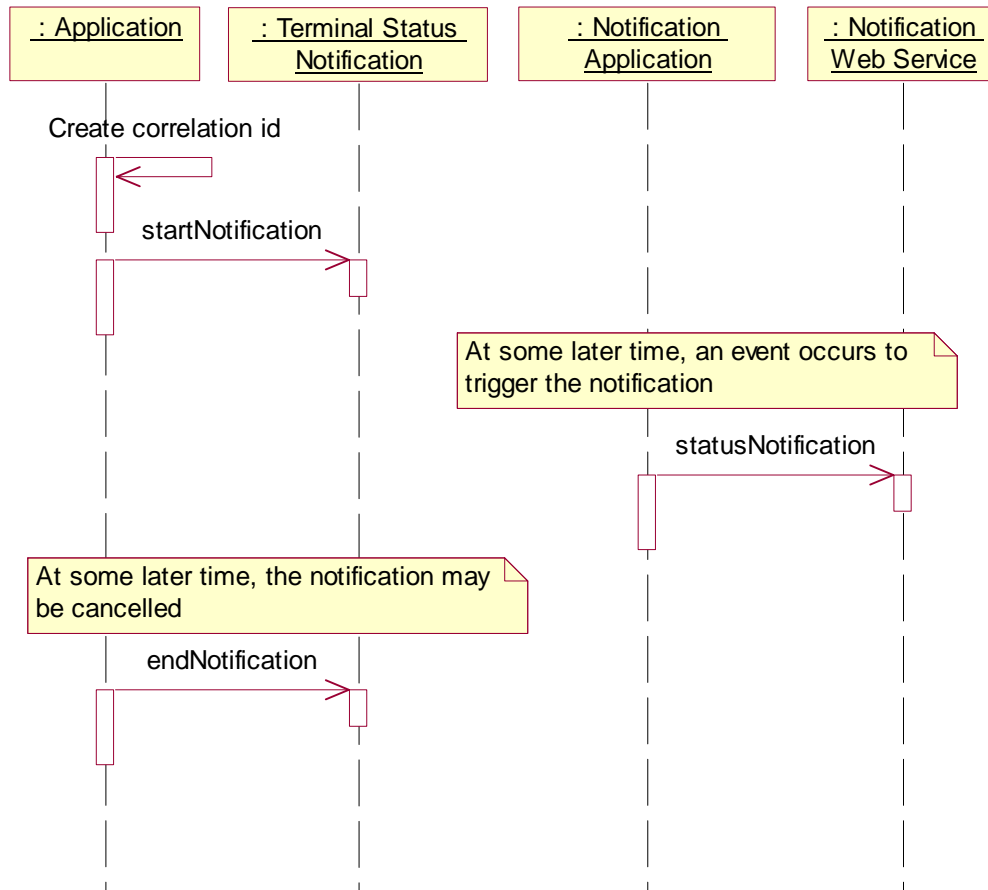 : Application
: Terminal Status
Notification
: Notification
Application
: Notification
Web Service
Create correlation id
startNotification
At some later time, an event occurs to
trigger the notification
statusNotification
At some later time, the notification may
be cancelled
endNotification